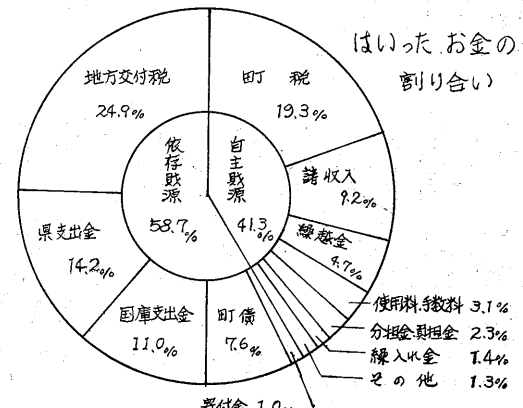 はいった お金の
割り合い
地方交付税
24.9%
町税
19.3%
依存財源
58.7%
自主財源
41.3%
諸収入
9.2%
繰越金
4.7%
県支出金
14.2%
国庫支出金
11.0%
町債
7.6%
使用料.手数料 3.1%
分担金.負担金 2.3%
繰入れ金 1.4%
その他 1.3%